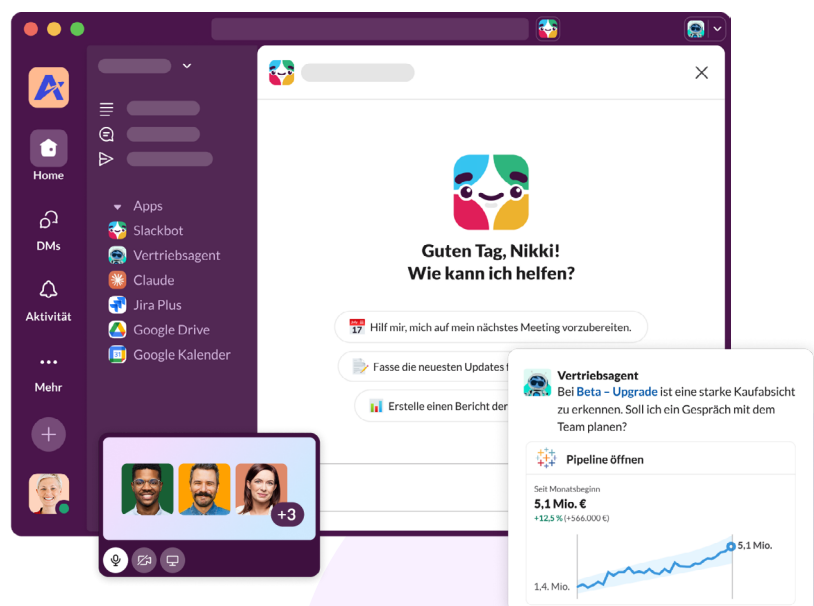 Home
DMs
Aktivität
Mehr
Apps
Slackbot
Vertriebsagent
Claude
Jira Plus
Google Drive
Google Kalender
Guten Tag, Nikki!
Wie kann ich helfen?
17
Hilf mir, mich auf mein nächstes Meeting vorzubereiten.
Fasse die neuesten Updates
Erstelle einen Bericht der
+3
Vertriebsagent
Bei Beta – Upgrade ist eine starke Kaufabsicht
zu erkennen. Soll ich ein Gespräch mit dem
Team planen?
Pipeline öffnen
Seit Monatsbeginn
5,1 Mio. €
+12,5 % (+566.000 €)
5,1 Mio.
1,4. Mio.